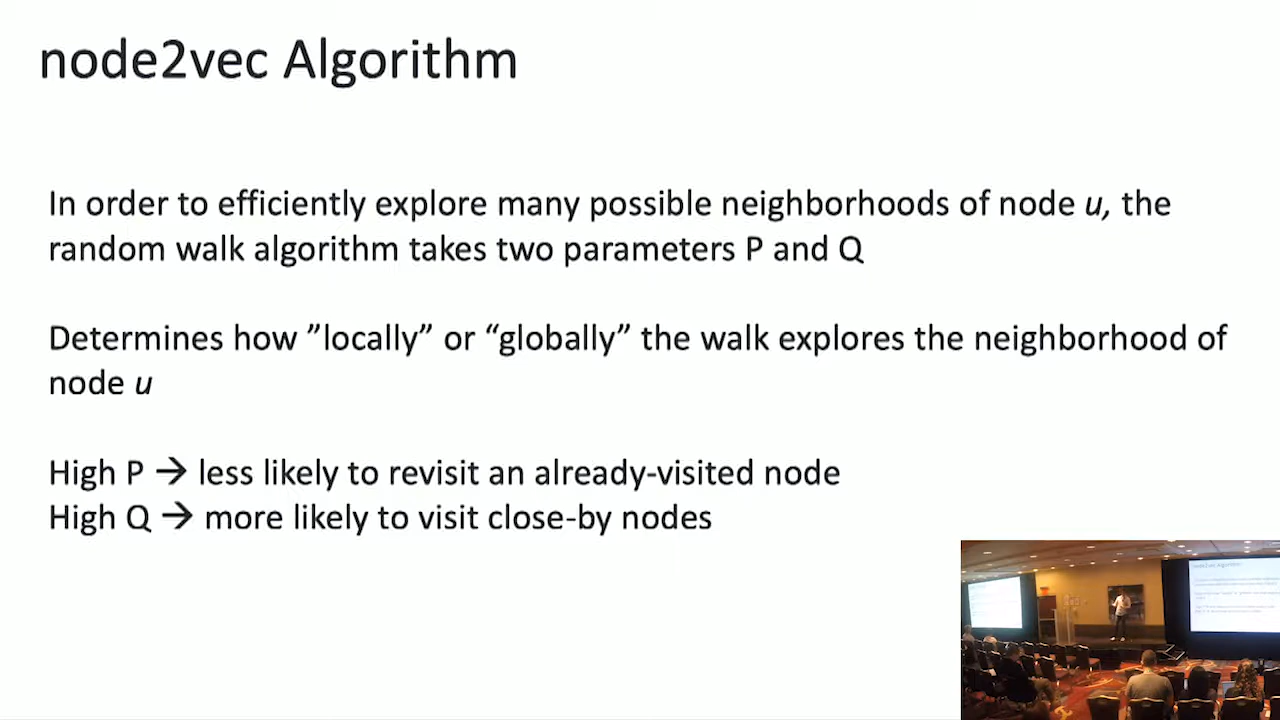 node2vec Algorithm
In order to efficiently explore many possible neighborhoods of node u, the
random walk algorithm takes two parameters P and Q
Determines how ”locally” or “globally” the walk explores the neighborhood of
node u
High P → less likely to revisit an already-visited node
High Q → more likely to visit close-by nodes
node2vec Algorithm